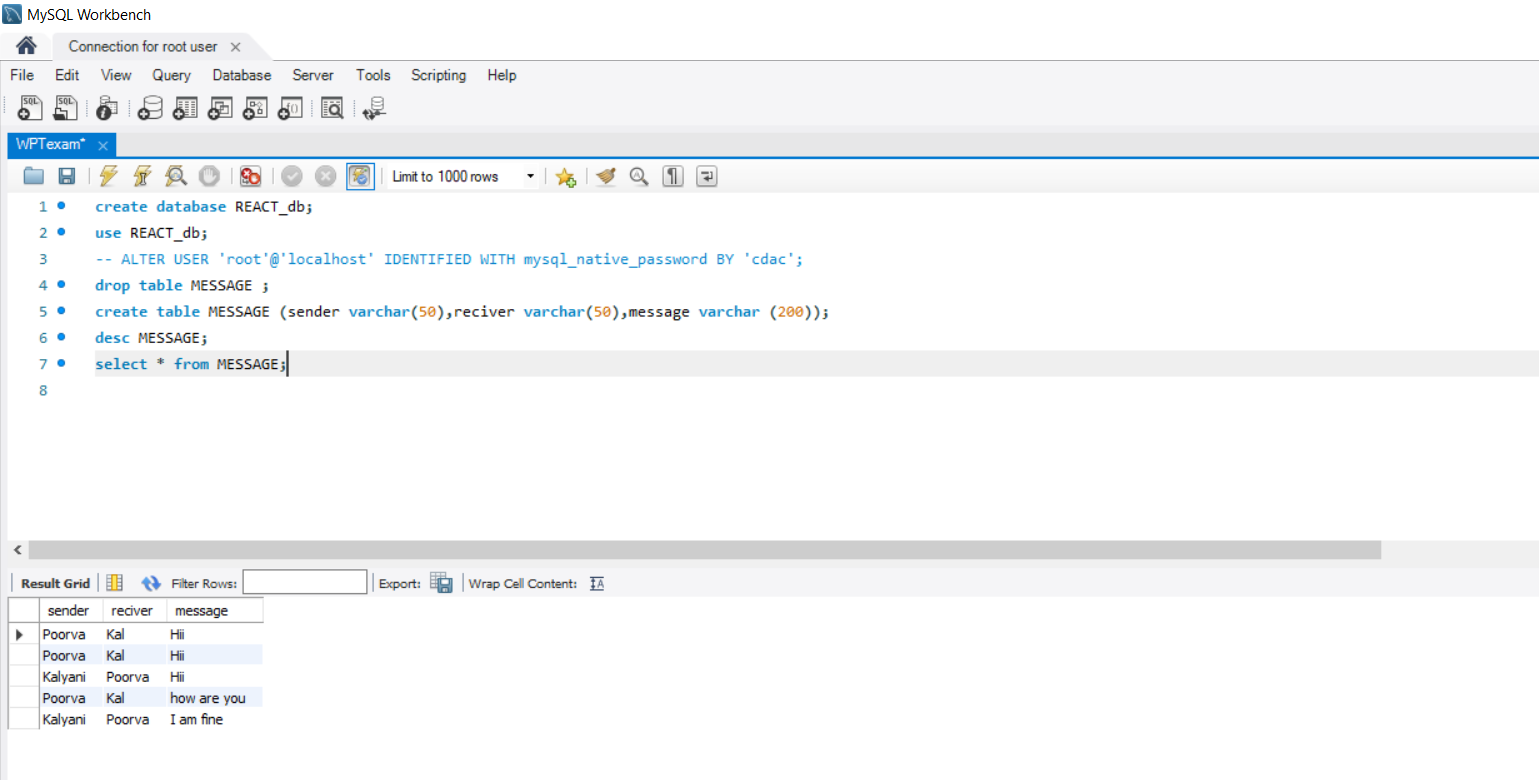 MySQL Workbench
Connection for root user
File Edit View Query Database Server Tools Scripting Help
WPTexam*
Limit to 1000 rows
1 create database REACT_db;
2 use REACT_db;
3 -- ALTER USER 'root'@'localhost' IDENTIFIED WITH mysql_native_password BY 'cdac';
4 drop table MESSAGE ;
5 create table MESSAGE (sender varchar(50),reciver varchar(50),message varchar (200));
6 desc MESSAGE;
7 select * from MESSAGE;
8
Result Grid Filter Rows: Export: Wrap Cell Content:
sender reciver message
Poorva Kal Hii
Poorva Kal Hii
Kalyani Poorva Hii
Poorva Kal how are you
Kalyani Poorva I am fine